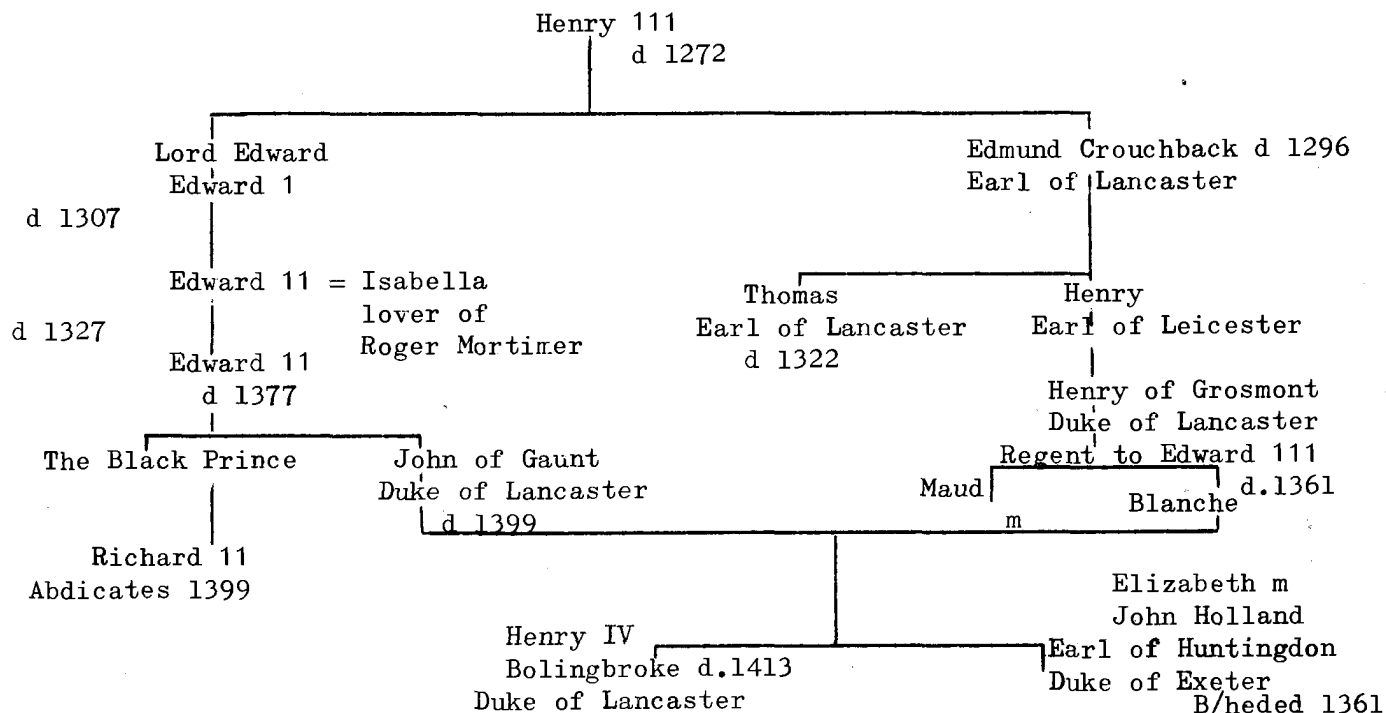 Henry 111
d 1272
Lord Edward
Edward 1
d 1307
Edmund Crouchback d 1296
Earl of Lancaster
Edward 11 = Isabella
lover of
Roger Mortimer
d 1327
Thomas
Earl of Lancaster
d 1322
Henry
Earl of Leicester
Edward 11
d 1377
Henry of Grosmont
Duke of Lancaster
Regent to Edward 111
d.1361
The Black Prince
John of Gaunt
Duke of Lancaster
d 1399
Maud
Blanche
m
Richard 11
Abdicates 1399
Henry IV
Bolingbroke d.1413
Duke of Lancaster
Elizabeth m
John Holland
Earl of Huntingdon
Duke of Exeter
B/heded 1361